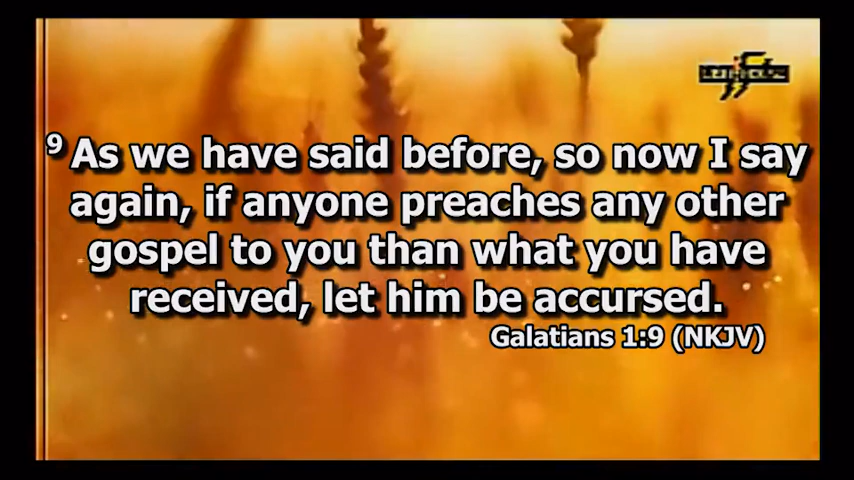 9 As we have said before, so now I say
again, if anyone preaches any other
gospel to you than what you have
received, let him be accursed.
Galatians 1:9 (NKJV)